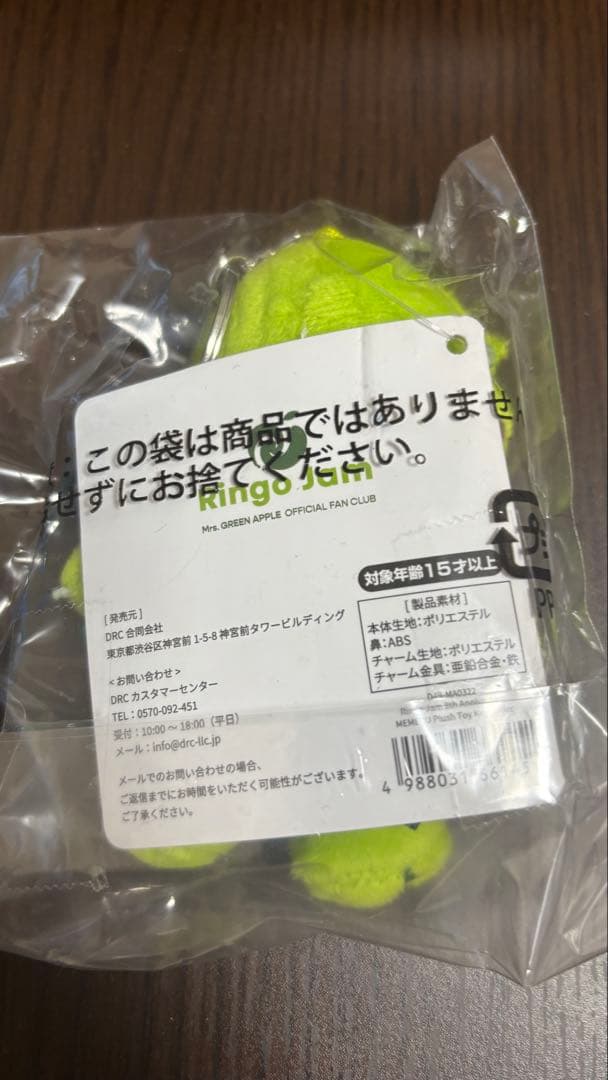 この袋は商品ではありませ
せずにお捨てください。
Ringo Jam
Mrs. GREEN APPLE OFFICIAL FAN CLUB
対象年齢15才以上
[発売元]
DRC 合同会社
東京都渋谷区神宮前 1-5-8 神宮前タワービルディング
<お問い合わせ>
DRC カスタマーセンター
TEL:0570-092-451
受付:10:00～18:00(平日)
メール:info@drc-llc.jp
メールでのお問い合わせの場合、
ご返信までにお時間をいただく可能性がございます。
ご了承ください。
[製品素材]
本体生地:ポリエステル
鼻:ABS
チャーム生地:ポリエステル
チャーム金具:亜鉛合金・鉄
Plush Toy
4 988031
プ
PP